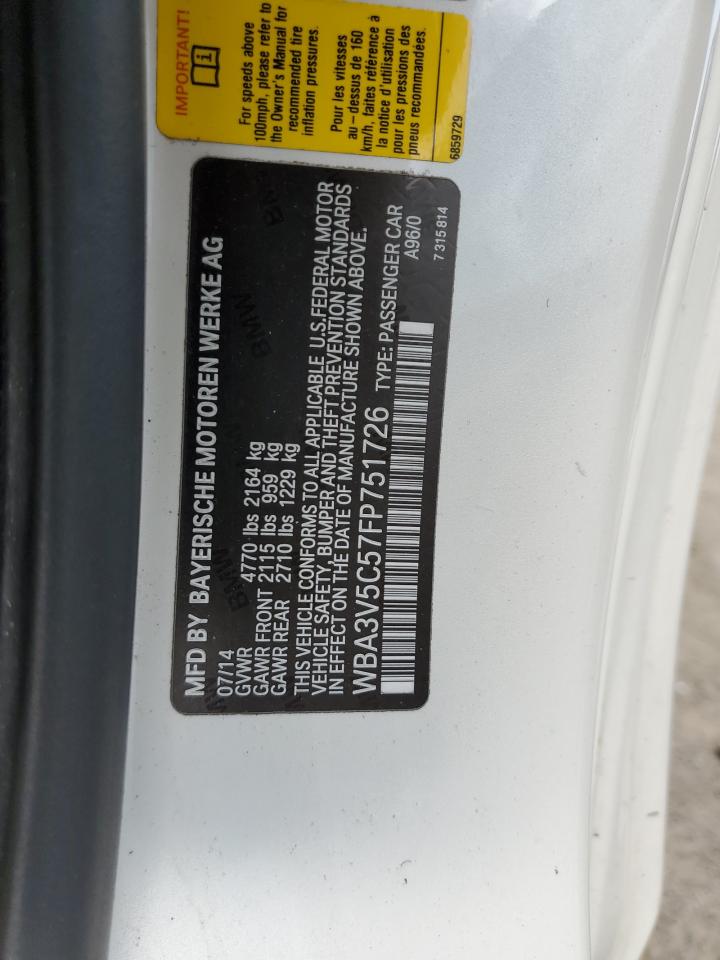 IMPORTANT!
For speeds above
100mph, please refer to
the Owner's Manual for
recommended tire
inflation pressures.
Pour les vitesses
au-dessus de 160
km/h, faites référence à
la notice d'utilisation
pour les pressions des
pneus recommandées.
6859729
MFD BY BAYERISCHE MOTOREN WERKE AG
07/14
GVWR 4770 lbs 2164 kg
GAWR FRONT 2115 lbs 959 kg
GAWR REAR 2710 lbs 1229 kg
THIS VEHICLE CONFORMS TO ALL APPLICABLE U.S.FEDERAL MOTOR
VEHICLE SAFETY, BUMPER AND THEFT PREVENTION STANDARDS
IN EFFECT ON THE DATE OF MANUFACTURE SHOWN ABOVE.
WBA3V5C57FP751726 TYPE: PASSENGER CAR
A96/0
7 315 814
BMW
BMW